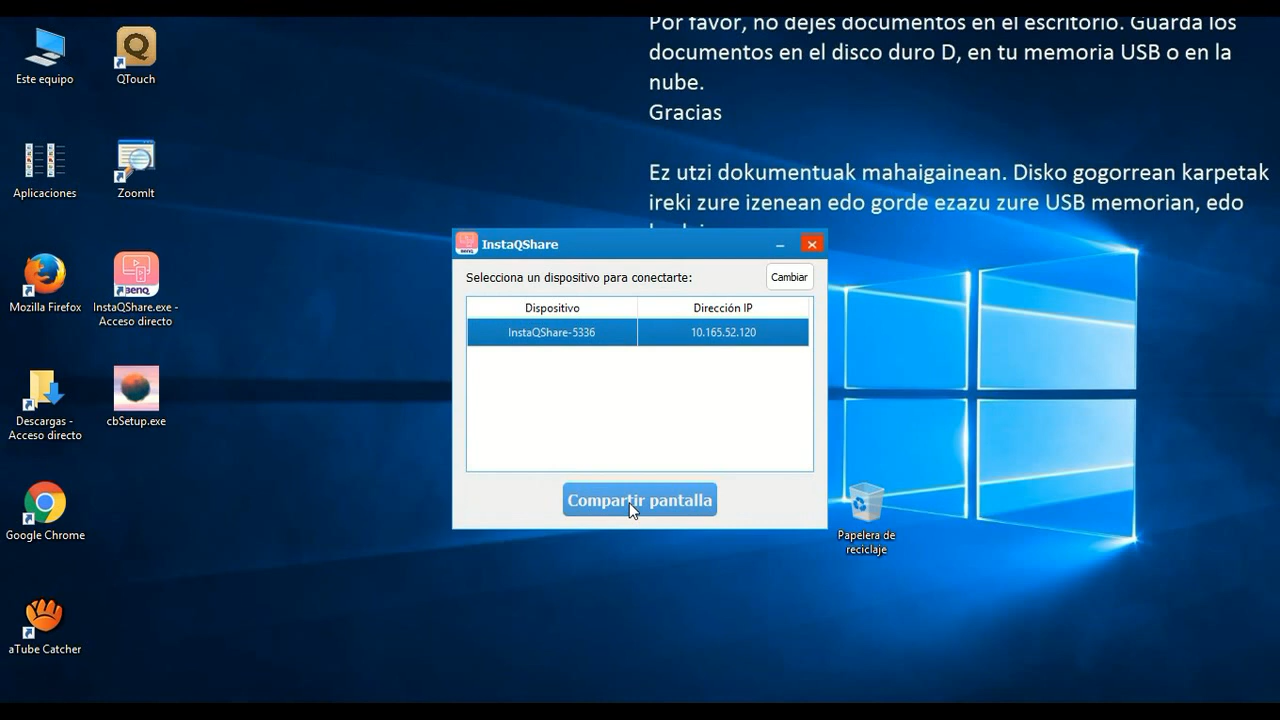 Por favor, no dejes documentos en el escritorio. Guarda los
documentos en el disco duro D, en tu memoria USB o en la
nube.
Gracias
Ez utzi dokumentuak mahaigainean. Disko gogorrean karpetak
ireki zure izenean edo gorde ezazu zure USB memorian, edo
Este equipo
QTouch
Aplicaciones
ZoomIt
Mozilla Firefox
BenQ
InstaQShare.exe -
Acceso directo
Descargas -
Acceso directo
cbSetup.exe
Google Chrome
aTube Catcher
InstaQShare
Selecciona un dispositivo para conectarte:
Cambiar
Dispositivo
Dirección IP
InstaQShare-5336
10.165.52.120
Compartir pantalla
Papelera de
reciclaje